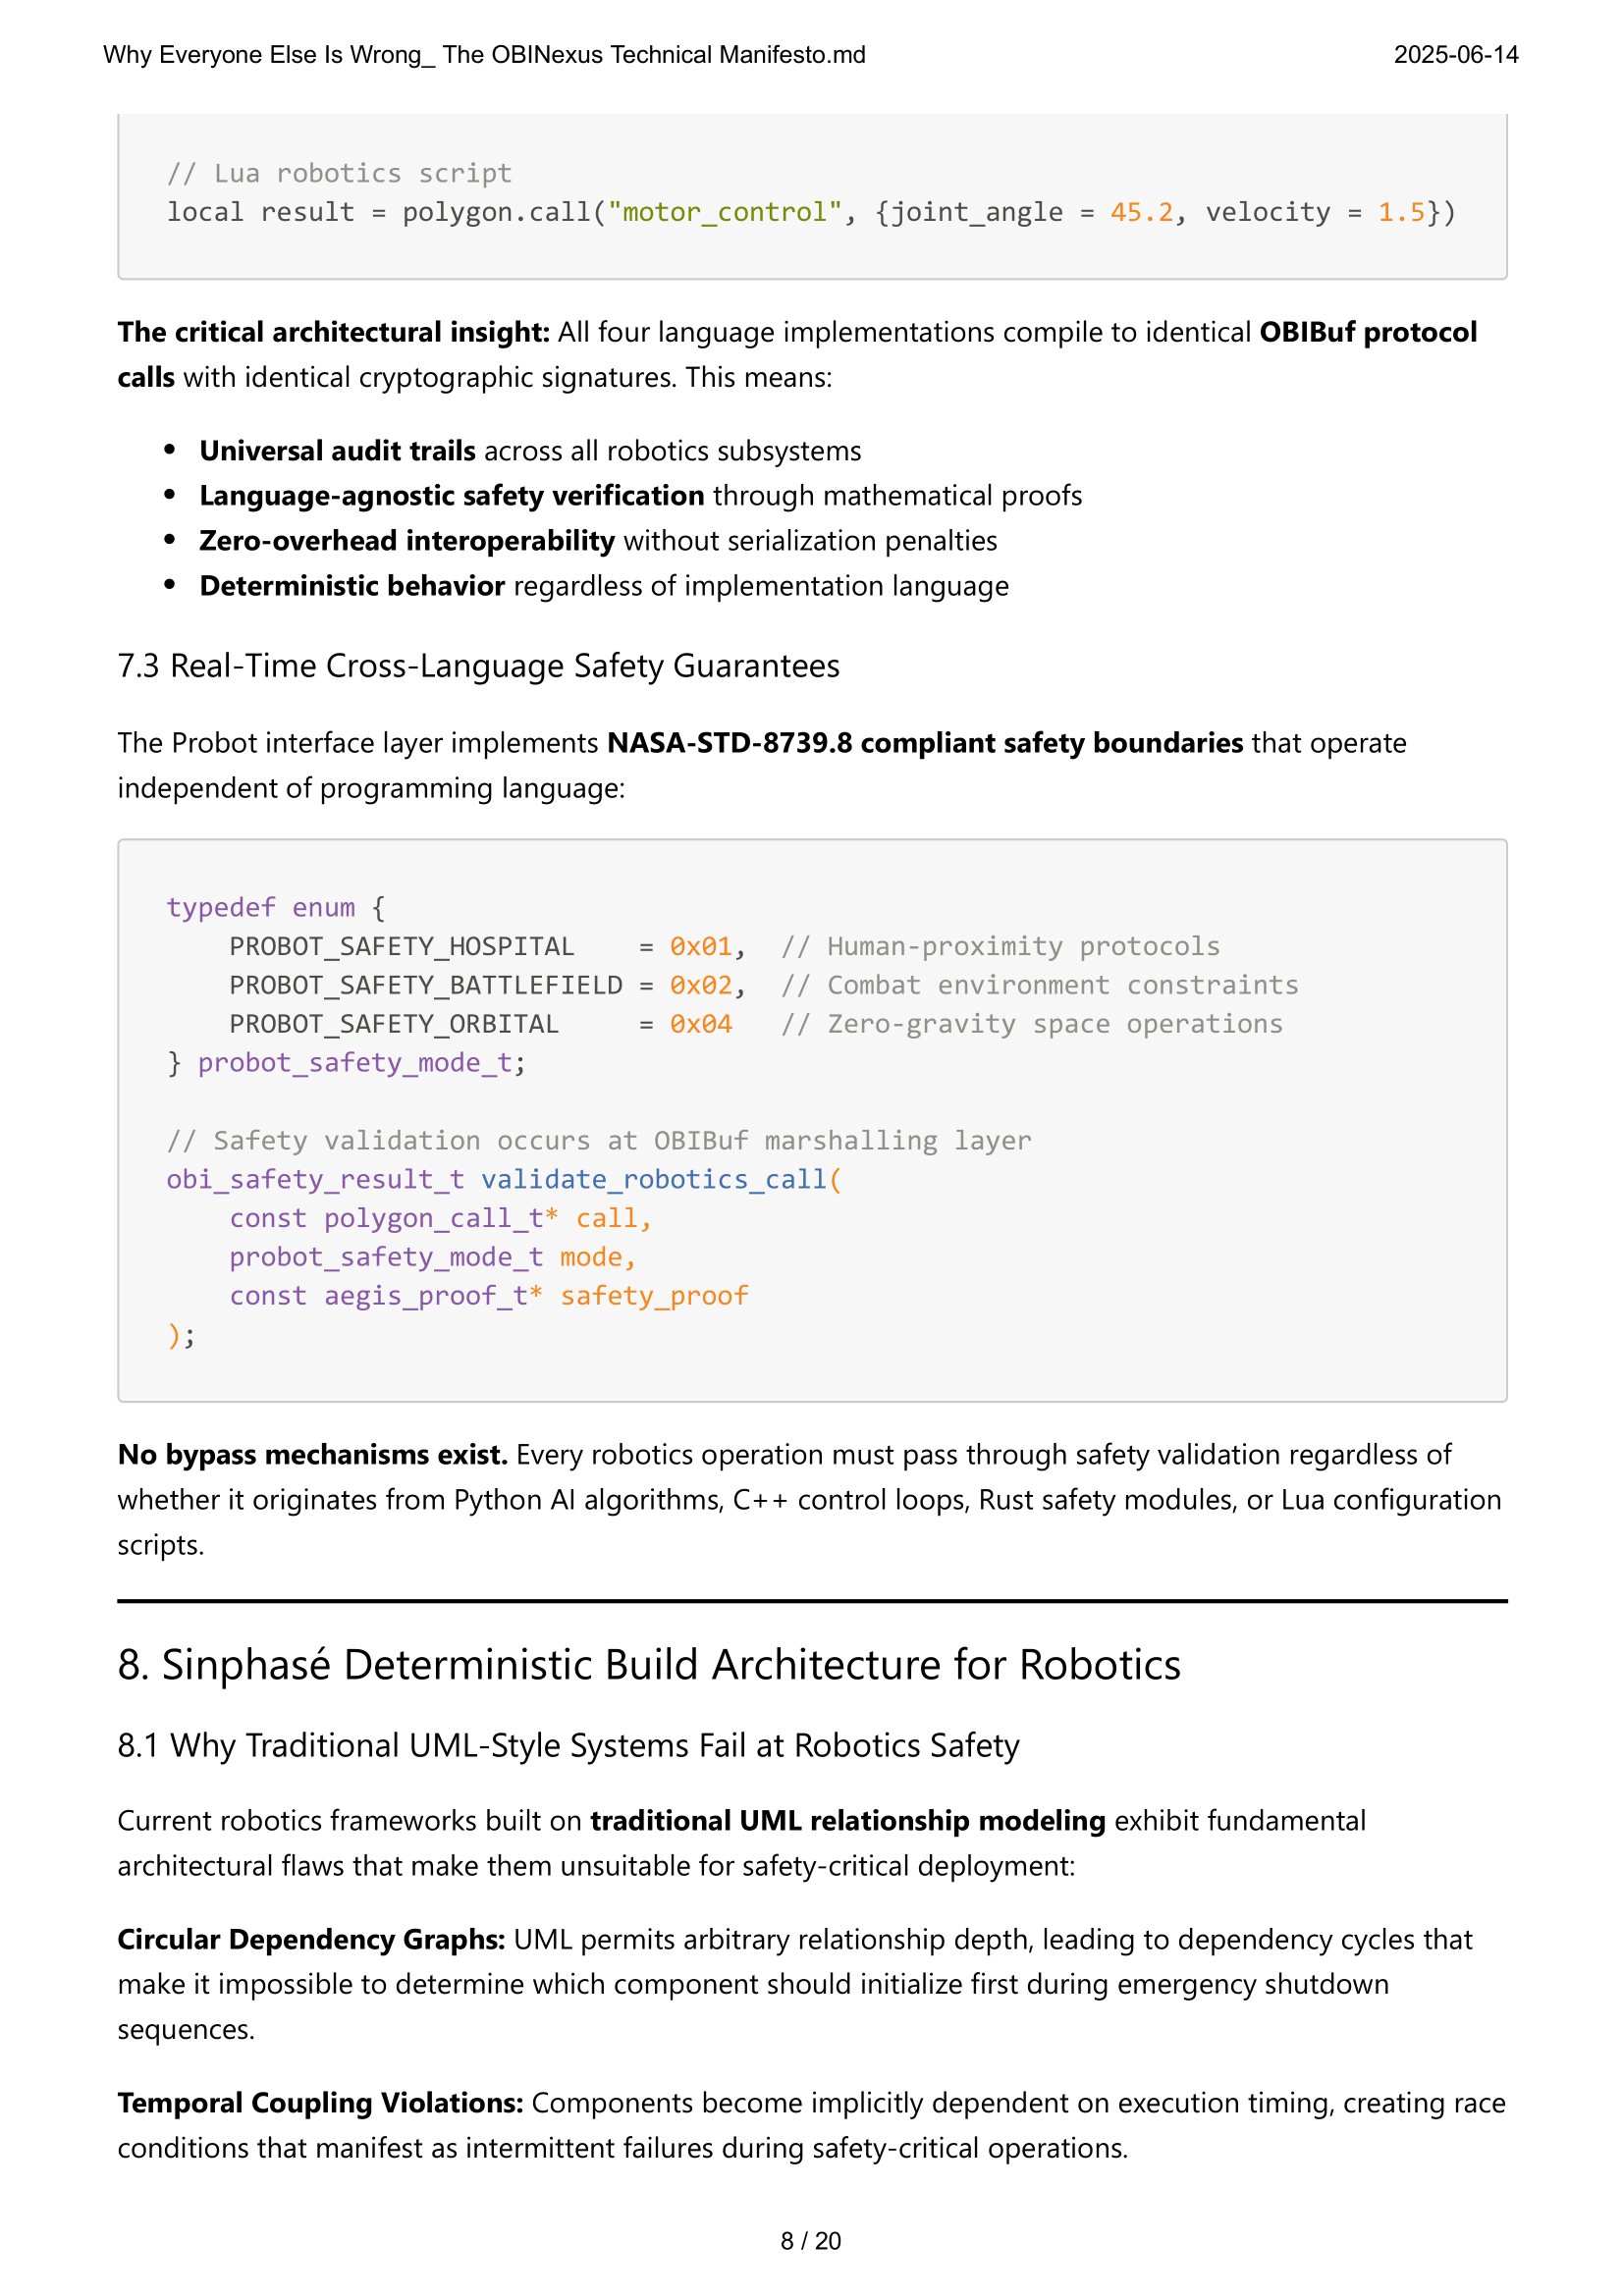 Why Everyone Else Is Wrong_ The OBINexus Technical Manifesto.md 2025-06-14
// Lua robotics script
local result = polygon.call("motor_control", {joint_angle = 45.2, velocity = 1.5})
The critical architectural insight: All four language implementations compile to identical OBIBuf protocol
calls with identical cryptographic signatures. This means:
• Universal audit trails across all robotics subsystems
• Language-agnostic safety verification through mathematical proofs
• Zero-overhead interoperability without serialization penalties
• Deterministic behavior regardless of implementation language
7.3 Real-Time Cross-Language Safety Guarantees
The Probot interface layer implements NASA-STD-8739.8 compliant safety boundaries that operate
independent of programming language:
typedef enum {
    PROBOT_SAFETY_HOSPITAL    = 0x01,  // Human-proximity protocols
    PROBOT_SAFETY_BATTLEFIELD = 0x02,  // Combat environment constraints
    PROBOT_SAFETY_ORBITAL     = 0x04   // Zero-gravity space operations
} probot_safety_mode_t;
// Safety validation occurs at OBIBuf marshalling layer
obi_safety_result_t validate_robotics_call(
    const polygon_call_t* call,
    probot_safety_mode_t mode,
    const aegis_proof_t* safety_proof
);
No bypass mechanisms exist. Every robotics operation must pass through safety validation regardless of
whether it originates from Python AI algorithms, C++ control loops, Rust safety modules, or Lua configuration
scripts.
8. Sinphasé Deterministic Build Architecture for Robotics
8.1 Why Traditional UML-Style Systems Fail at Robotics Safety
Current robotics frameworks built on traditional UML relationship modeling exhibit fundamental
architectural flaws that make them unsuitable for safety-critical deployment:
Circular Dependency Graphs: UML permits arbitrary relationship depth, leading to dependency cycles that
make it impossible to determine which component should initialize first during emergency shutdown
sequences.
Temporal Coupling Violations: Components become implicitly dependent on execution timing, creating race
conditions that manifest as intermittent failures during safety-critical operations.
8 / 20